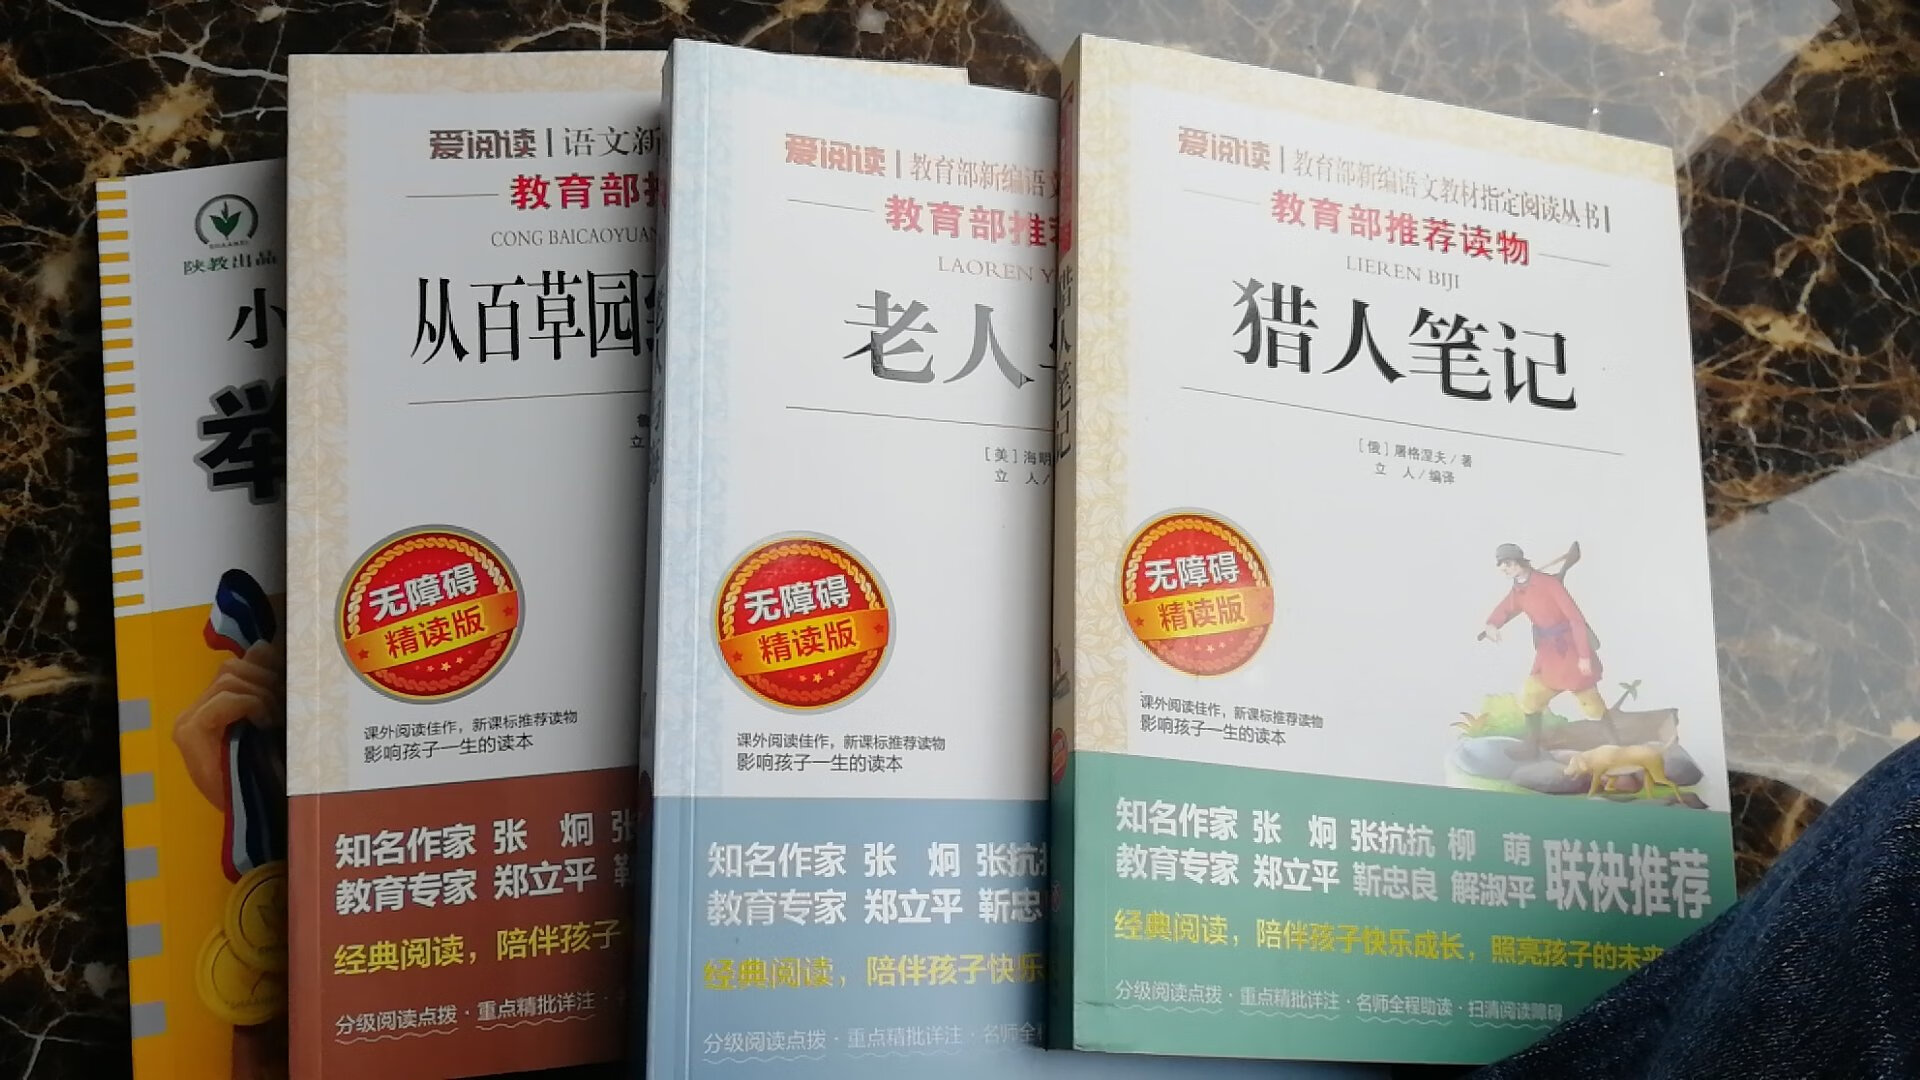 SHAANXI
陕教出品
小
举
爱阅读 语文新
教育部推
CONG BAICAOYUAN
从百草园
立
无障碍
精读版
课外阅读佳作，新课标推荐读物
影响孩子一生的读本
知名作家 张 炯 张
教育专家 郑立平 靳
经典阅读，陪伴孩子
分级阅读点拨·重点精批详注·
爱阅读 教育部新编语文
教育部推荐
LAOREN Y
老人与
[美]海明
立 人/
无障碍
精读版
课外阅读佳作，新课标推荐读物
影响孩子一生的读本
知名作家 张 炯 张抗抗
教育专家 郑立平 靳忠
经典阅读，陪伴孩子快乐
分级阅读点拨·重点精批详注·名师全程
猎人笔记
爱阅读 教育部新编语文教材指定阅读丛书
教育部推荐读物
LIEREN BIJI
猎人笔记
[俄]屠格涅夫/著
立 人/编译
无障碍
精读版
课外阅读佳作，新课标推荐读物
影响孩子一生的读本
知名作家 张 炯 张抗抗 柳 萌
教育专家 郑立平 靳忠良 解淑平
联袂推荐
经典阅读，陪伴孩子快乐成长，照亮孩子的未来
分级阅读点拨·重点精批详注·名师全程助读·扫清阅读障碍